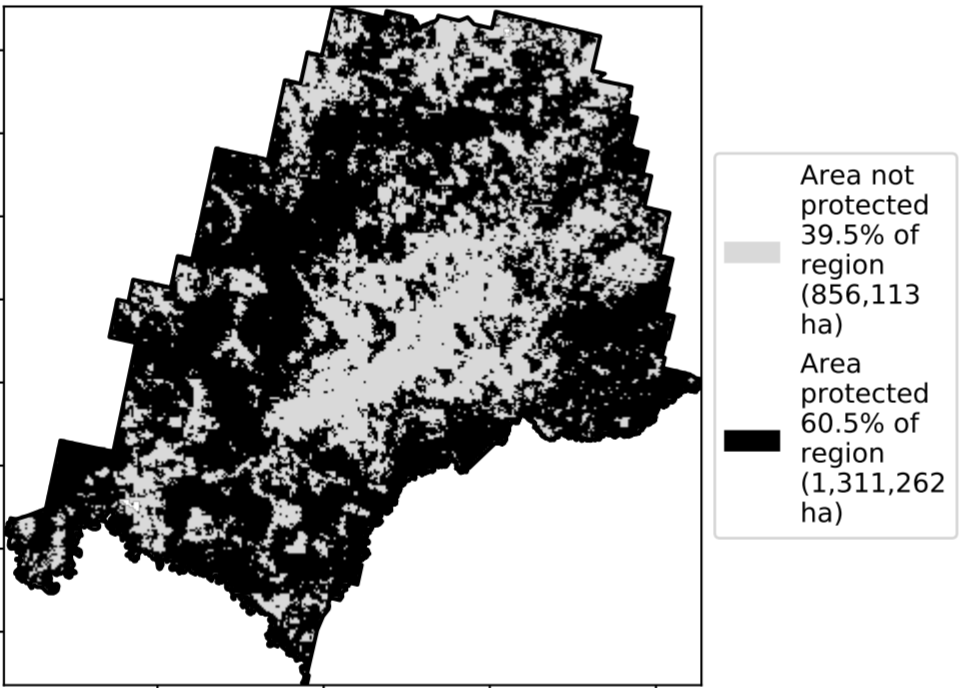 Area not
protected
39.5% of
region
(856,113
ha)
Area
protected
60.5% of
region
(1,311,262
ha)